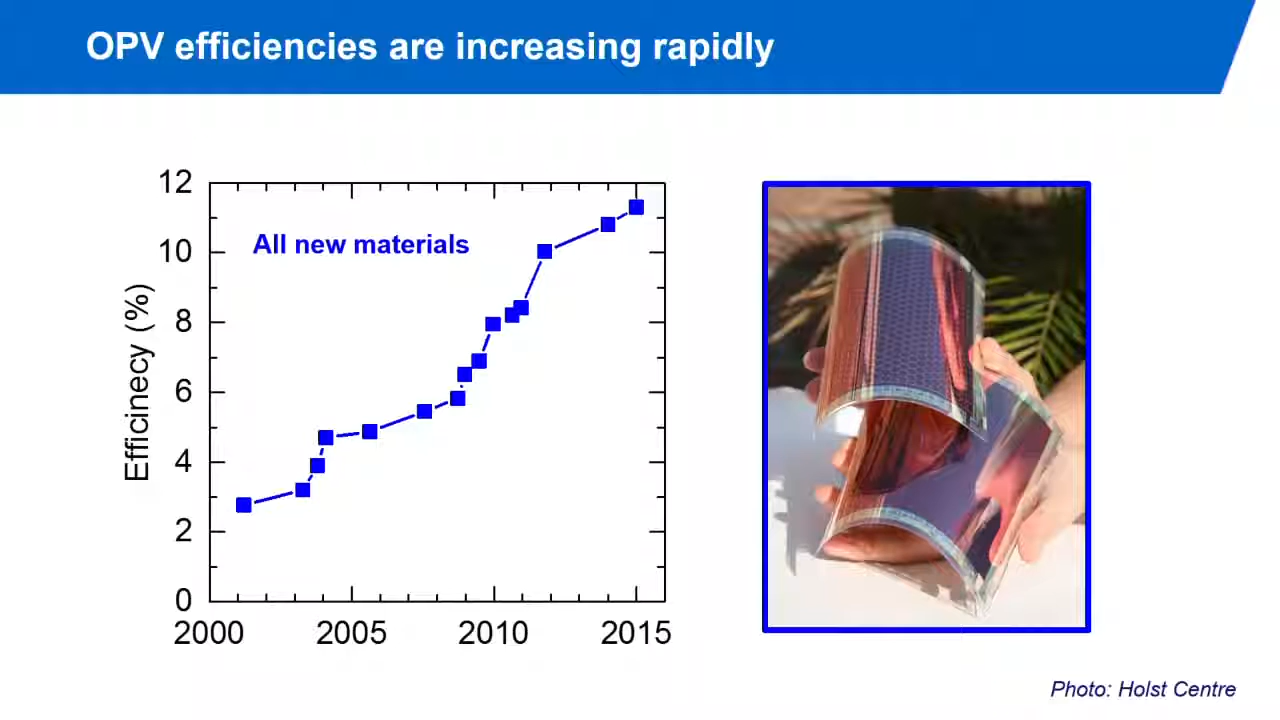 OPV efficiencies are increasing rapidly
All new materials
Efficinecy (%)
12
10
8
6
4
2
0
2000 2005 2010 2015
Photo: Holst Centre